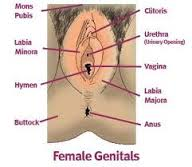 Mons
Pubis
Labia
Minora
Hymen
Buttock
Clitoris
Urethra
(Urinary Opening)
Vagina
Labia
Majora
Anus
Female Genitals